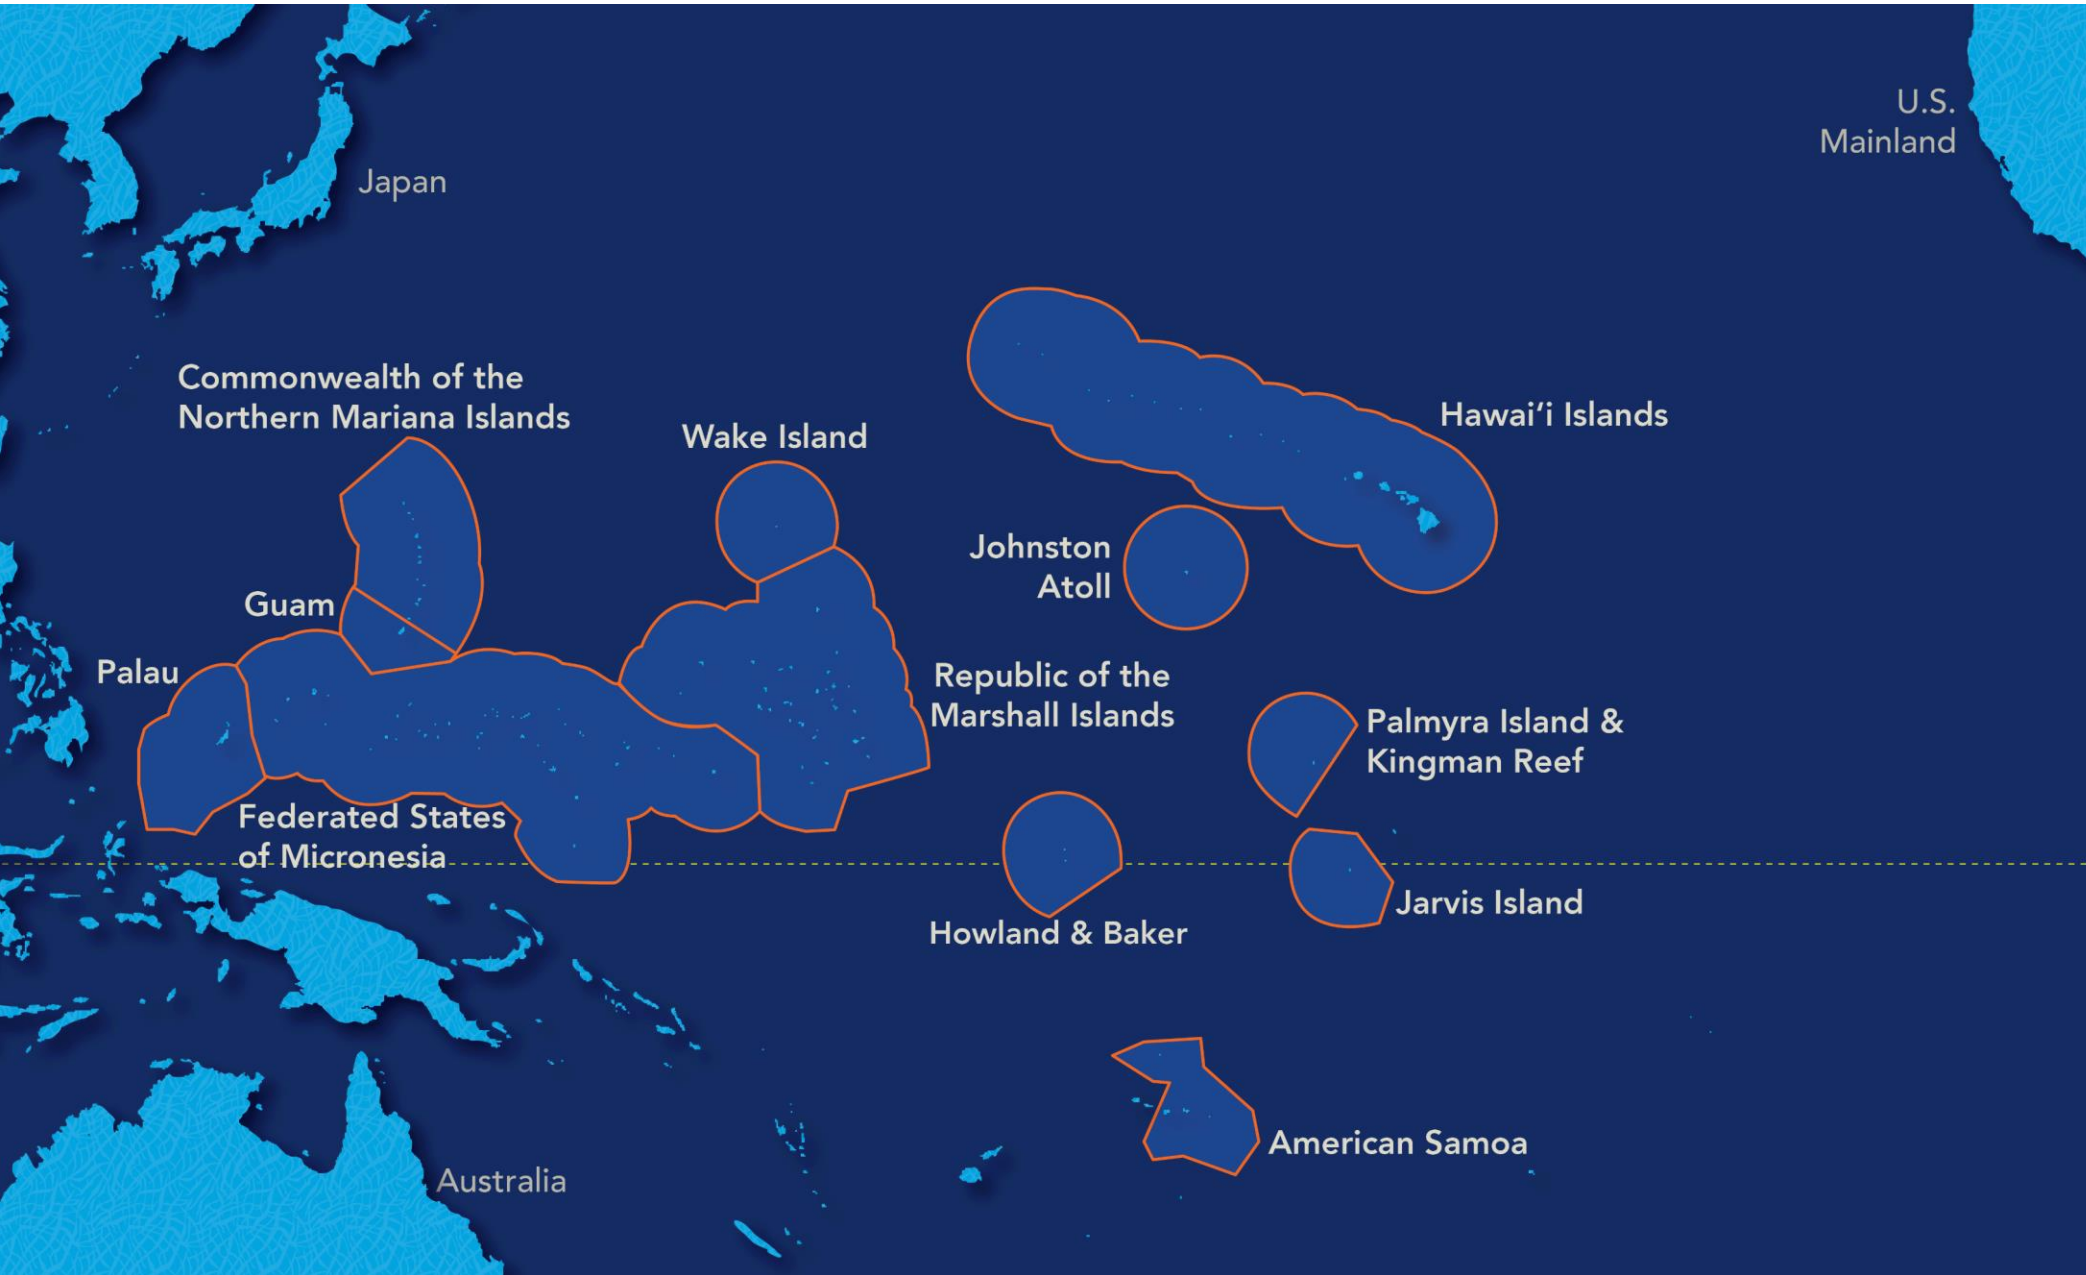 U.S.
Mainland
Japan
Commonwealth of the
Northern Mariana Islands
Wake Island
Hawai‘i Islands
Johnston
Atoll
Guam
Palau
Republic of the
Marshall Islands
Palmyra Island &
Kingman Reef
Federated States
of Micronesia
Jarvis Island
Howland & Baker
American Samoa
Australia